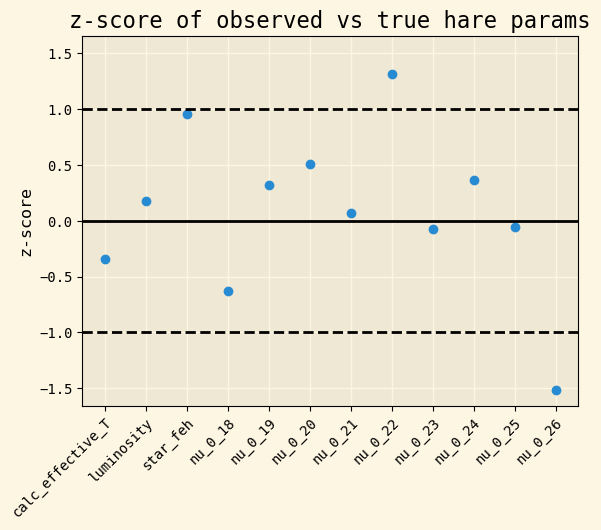 z-score of observed vs true hare params
z-score
1.5
1.0
0.5
0.0
−0.5
−1.0
−1.5
calc_effective_T
luminosity
star_feh
nu_0_18
nu_0_19
nu_0_20
nu_0_21
nu_0_22
nu_0_23
nu_0_24
nu_0_25
nu_0_26